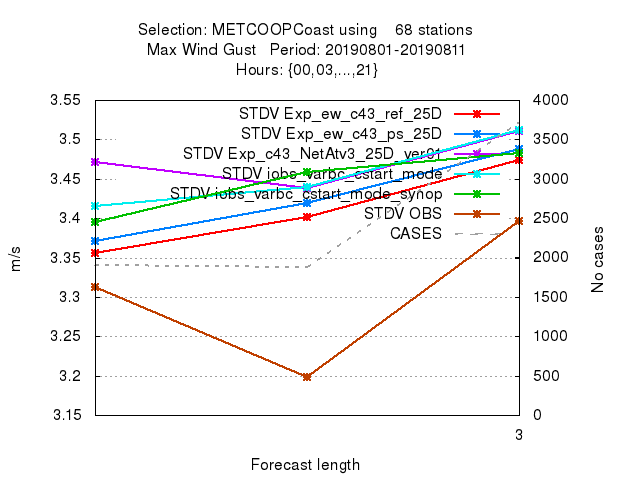 Selection: METCOOPCoast using 68 stations
Max Wind Gust Period: 20190801-20190811
Hours: {00,03,...,21}
3.55
3.5
3.45
3.4
3.35
3.3
3.25
3.2
3.15
4000
3500
3000
2500
2000
1500
1000
500
0
STDV Exp_ew_c43_ref_25D
STDV Exp_ew_c43_ps_25D
STDV Exp_c43_NetAtv3_25D_ver01
STDV iobs_varbc_cstart_mode
STDV iobs_varbc_cstart_mode_synop
STDV OBS
CASES
m/s
No cases
3
Forecast length